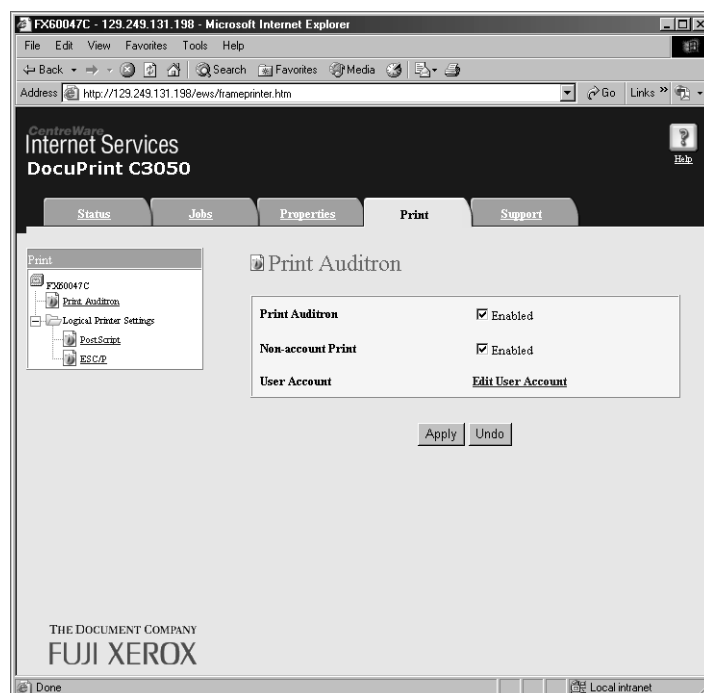 FX60047C - 129.249.131.198 - Microsoft Internet Explorer
File Edit View Favorites Tools Help
Back Search Favorites Media
Address http://129.249.131.198/ews/frameprinter.htm Go Links »
CentreWare
Internet Services
DocuPrint C3050
Help
Status Jobs Properties Print Support
Print
FX60047C
Print Auditron
Logical Printer Settings
PostScript
ESC/P
Print Auditron
Print Auditron Enabled
Non-account Print Enabled
User Account Edit User Account
Apply Undo
THE DOCUMENT COMPANY
FUJI XEROX
Done Local intranet